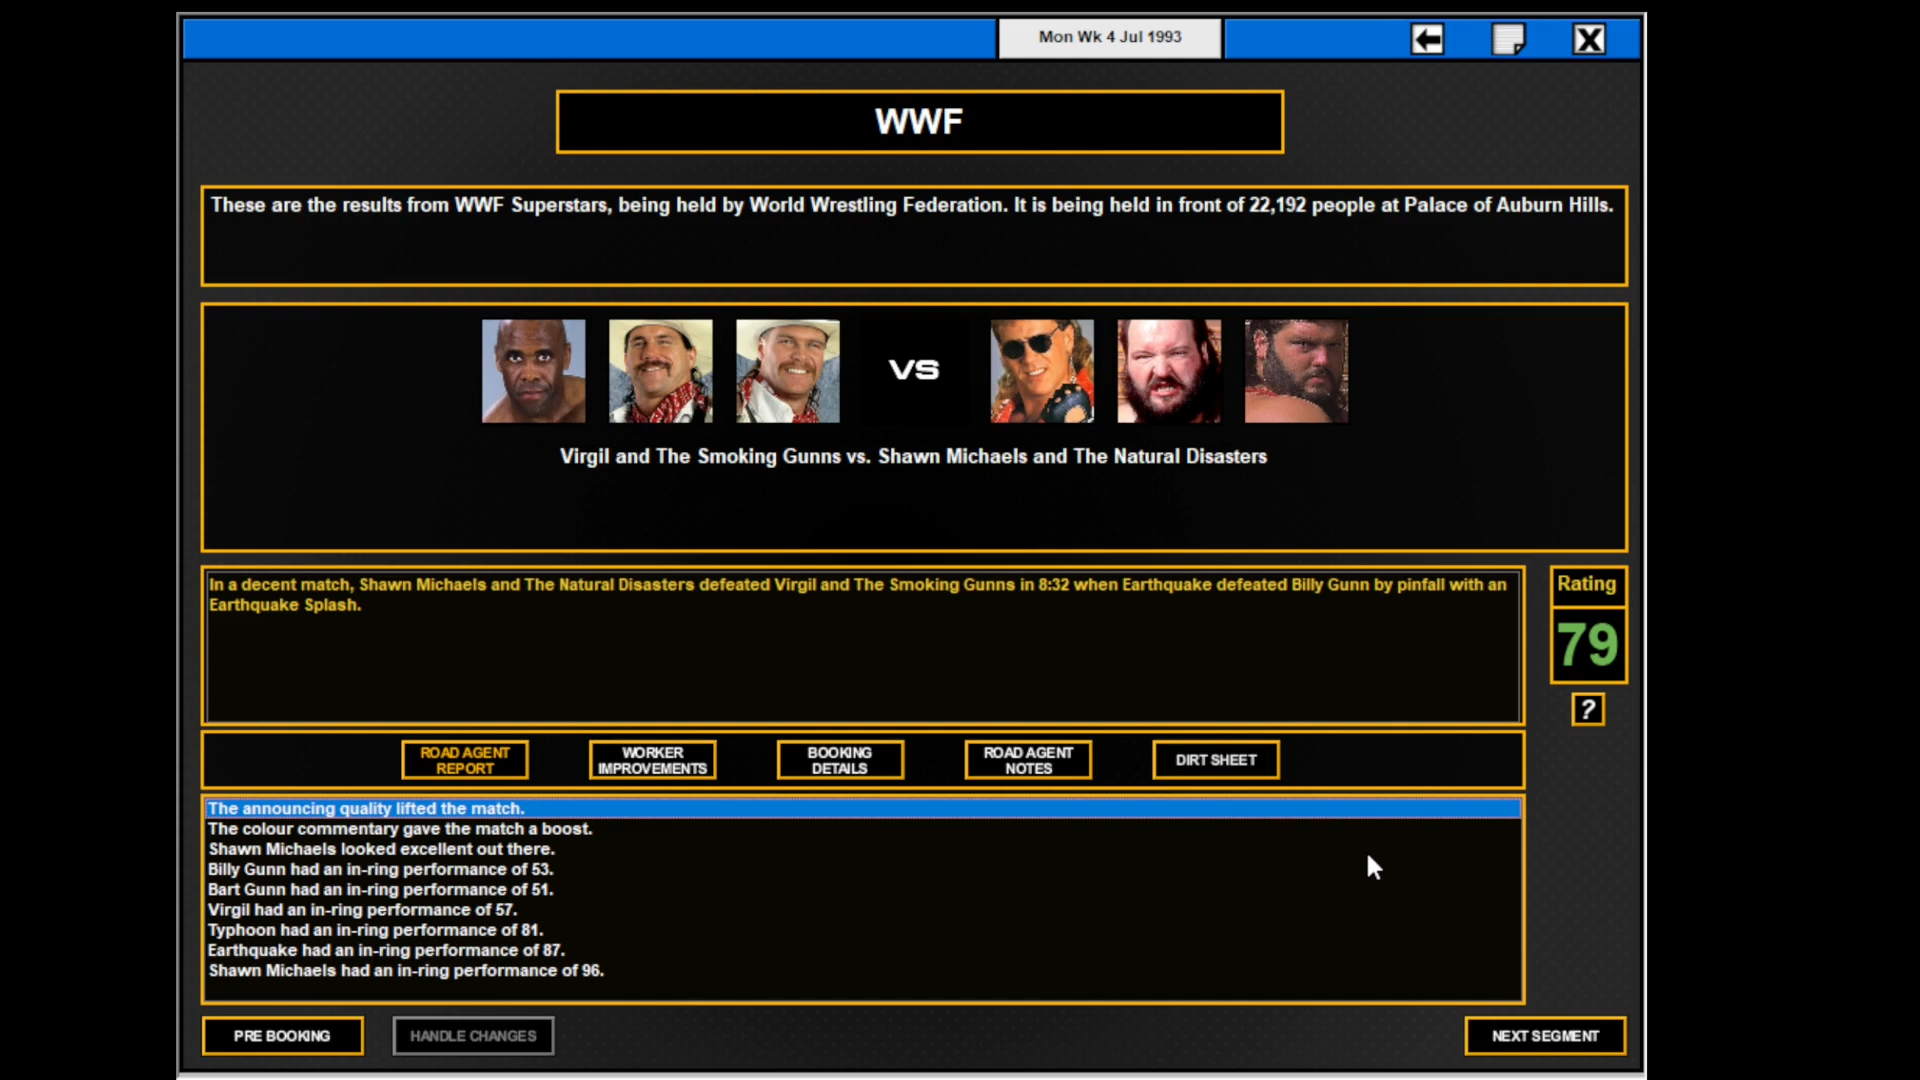 Mon Wk 4 Jul 1993
WWF
These are the results from WWF Superstars, being held by World Wrestling Federation. It is being held in front of 22,192 people at Palace of Auburn Hills.
VS
Virgil and The Smoking Gunns vs. Shawn Michaels and The Natural Disasters
In a decent match, Shawn Michaels and The Natural Disasters defeated Virgil and The Smoking Gunns in 8:32 when Earthquake defeated Billy Gunn by pinfall with an
Earthquake Splash.
Rating
79
?
ROAD AGENT
REPORT
WORKER
IMPROVEMENTS
BOOKING
DETAILS
ROAD AGENT
NOTES
DIRT SHEET
The announcing quality lifted the match.
The colour commentary gave the match a boost.
Shawn Michaels looked excellent out there.
Billy Gunn had an in-ring performance of 53.
Bart Gunn had an in-ring performance of 51.
Virgil had an in-ring performance of 57.
Typhoon had an in-ring performance of 81.
Earthquake had an in-ring performance of 87.
Shawn Michaels had an in-ring performance of 96.
PRE BOOKING
HANDLE CHANGES
NEXT SEGMENT